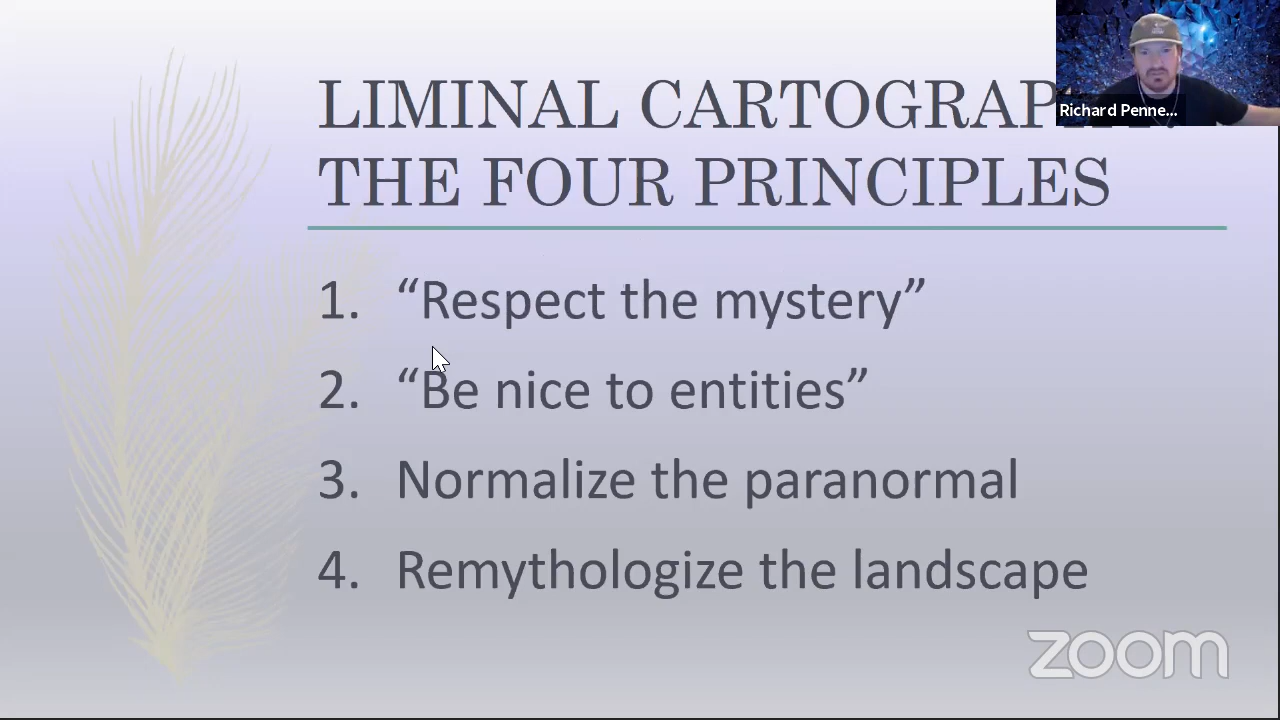 LIMINAL CARTOGRAP
THE FOUR PRINCIPLES
Richard Penne...
1. “Respect the mystery”
2. “Be nice to entities”
3. Normalize the paranormal
4. Remythologize the landscape
zoom